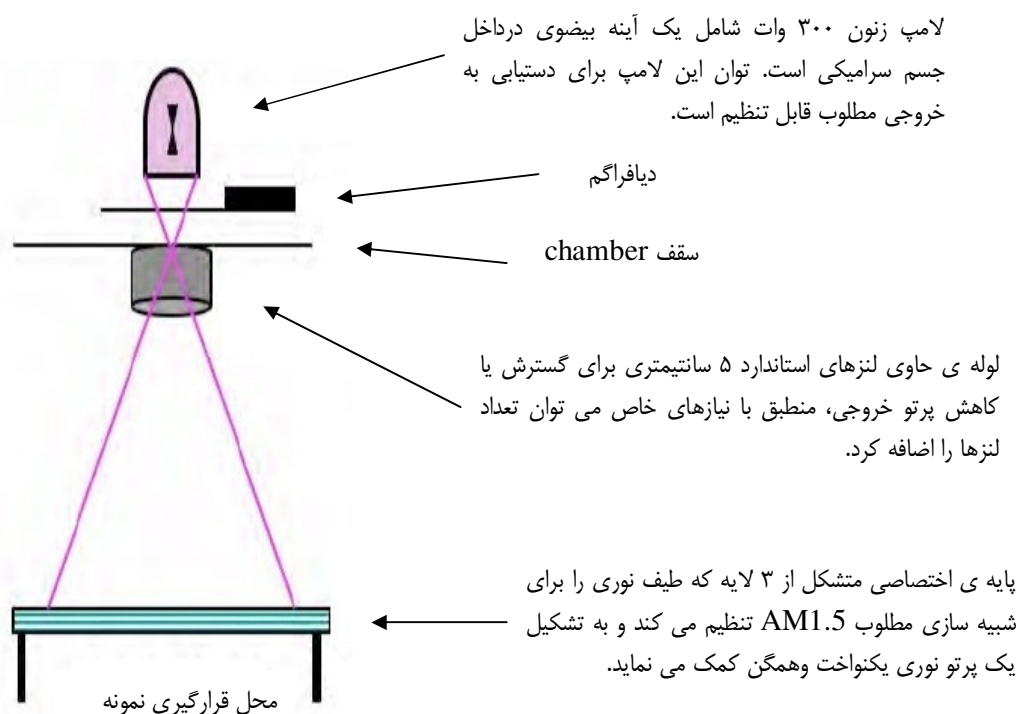 لامپ زنون ۳۰۰ وات شامل یک آینه بیضوی درداخل
جسم سرامیکی است. توان این لامپ برای دستیابی به
خروجی مطلوب قابل تنظیم است.
دیافراگم
سقف chamber
لوله ی حاوی لنزهای استاندارد ۵ سانتیمتری برای گسترش یا
کاهش پرتو خروجی، منطبق با نیازهای خاص می توان تعداد
لنزها را اضافه کرد.
پایه ی اختصاصی متشکل از ۳ لایه که طیف نوری را برای
شبیه سازی مطلوب AM1.5 تنظیم می کند و به تشکیل
یک پرتو نوری یکنواخت وهمگن کمک می نماید.
محل قرارگیری نمونه